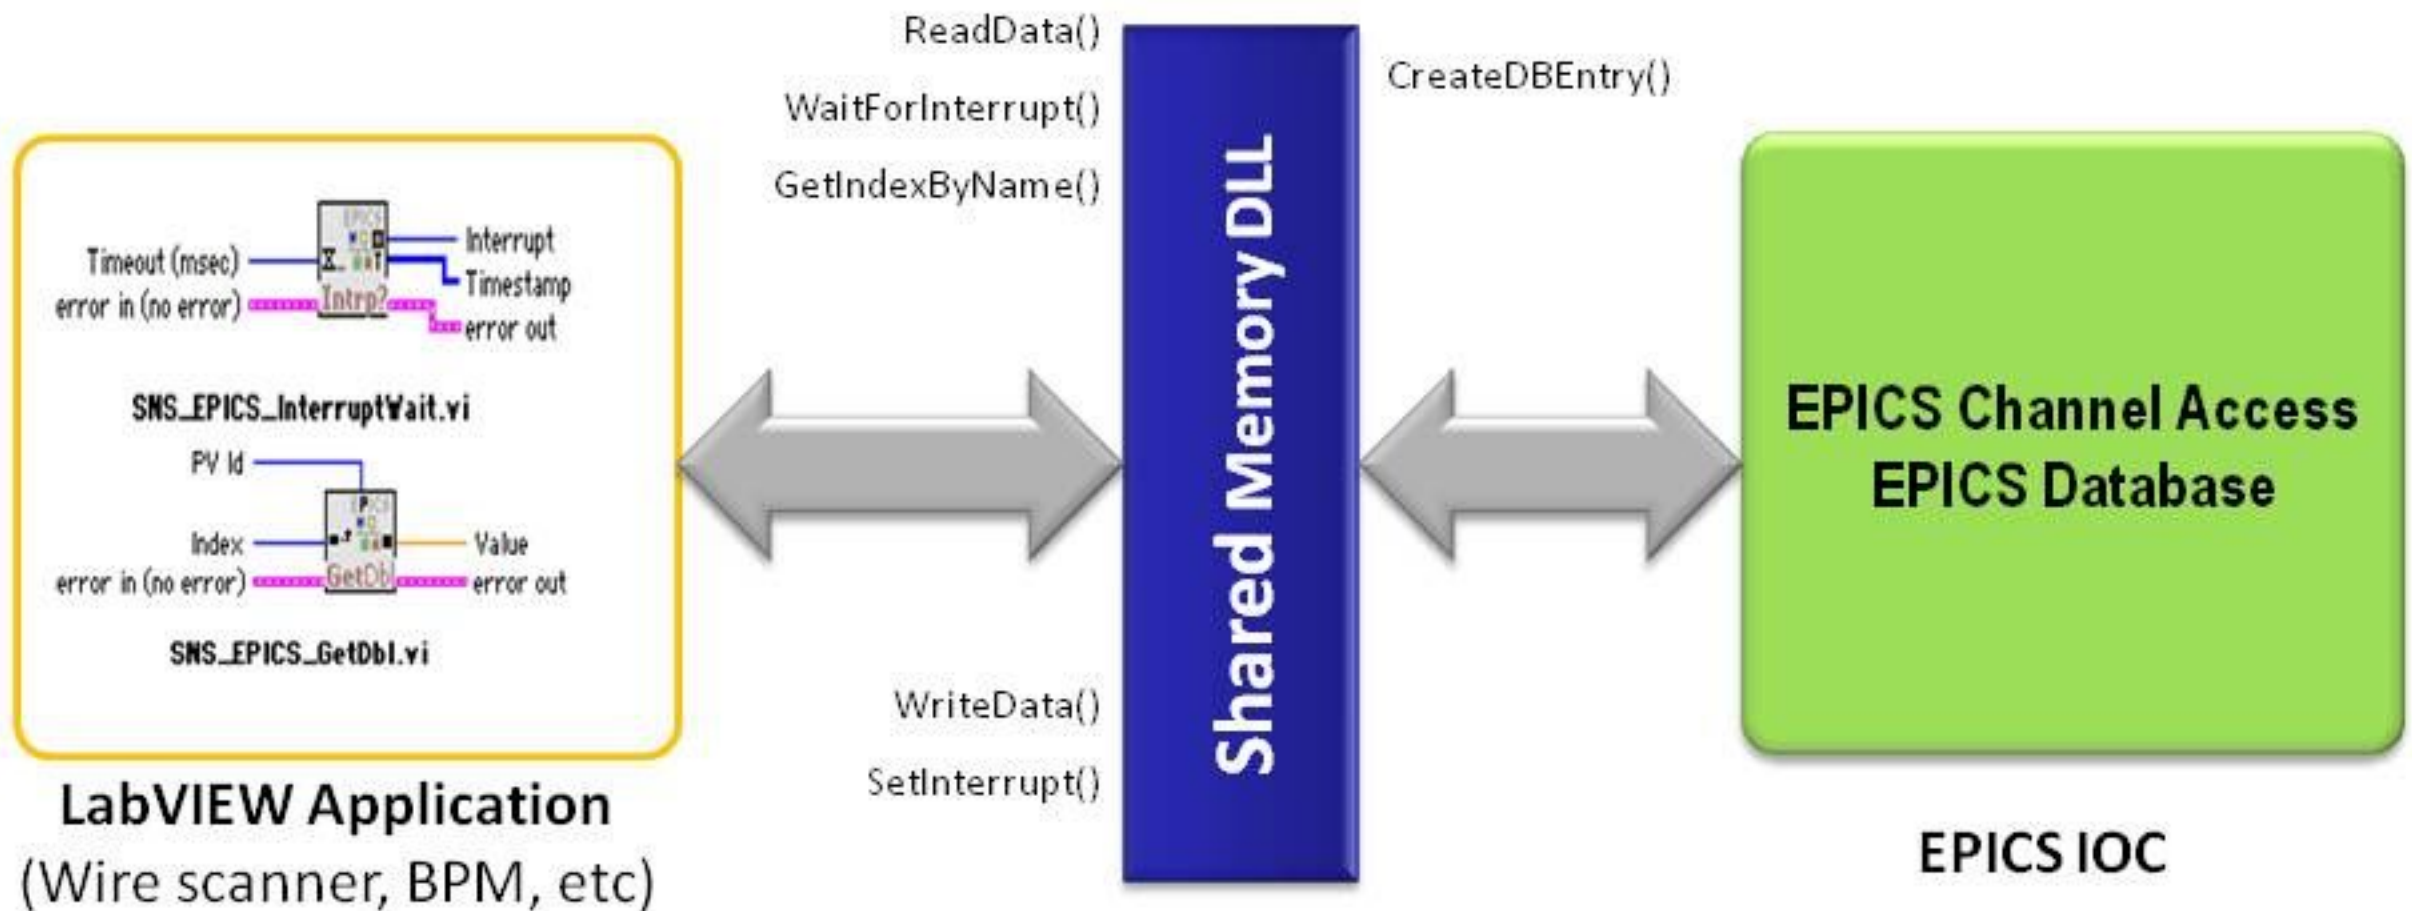 ReadData()
WaitForInterrupt()
GetIndexByName()
CreateDBEntry()
EPICS
Timeout (msec)
error in (no error)
Intrp?
Interrupt
Timestamp
error out
SNS_EPICS_InterruptWait.vi
PV Id
Index
error in (no error)
GetDbl
Value
error out
SNS_EPICS_GetDbl.vi
WriteData()
SetInterrupt()
LabVIEW Application
(Wire scanner, BPM, etc)
Shared Memory DLL
EPICS Channel Access
EPICS Database
EPICS IOC